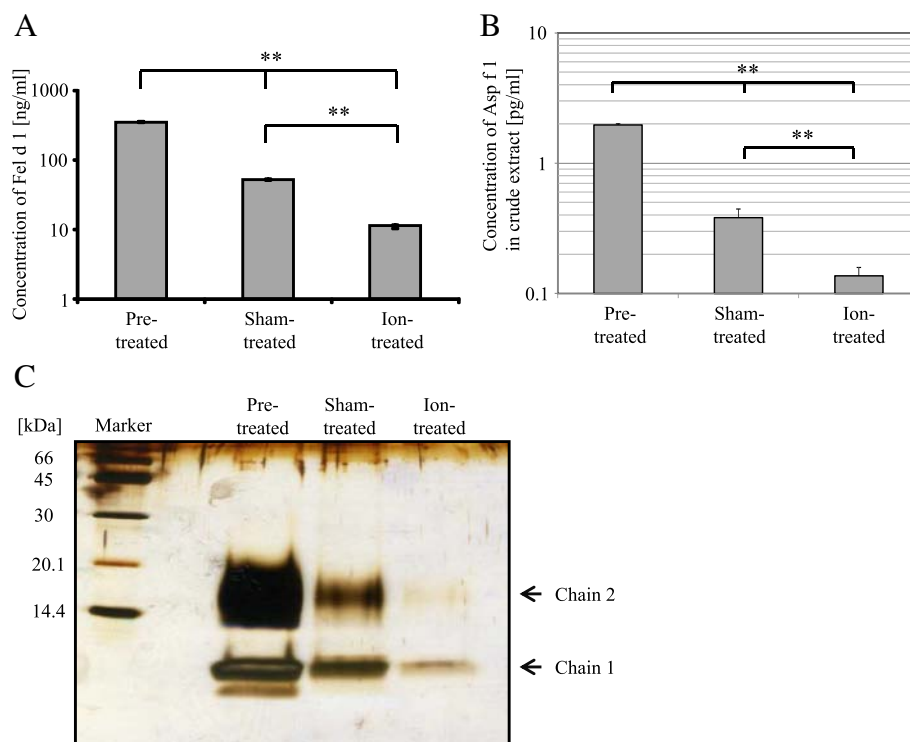 A
Concentration of Fel d 1 [ng/ml]
1000
100
10
1
**
**
Pre-
treated
Sham-
treated
Ion-
treated
B
Concentration of Asp f 1
in crude extract [pg/ml]
10
1
0.1
**
**
Pre-
treated
Sham-
treated
Ion-
treated
C
[kDa]
Marker
Pre-
treated
Sham-
treated
Ion-
treated
66
45
30
20.1
14.4
Chain 2
Chain 1